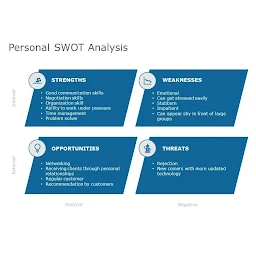 Personal SWOT Analysis
STRENGTHS
• Good communication skills
• Negotiation skills
• Organization skill
• Ability to work under pressure
• Time management
• Problem solver
WEAKNESSES
• Emotional
• Can get stressed easily
• Stubborn
• Impatient
• Can appear shy in front of large
groups
OPPORTUNITIES
• Networking
• Receiving clients through personal
relationships
• Regular customer
• Recommendation by customers
THREATS
• Rejection
• New comers with more updated
technology
Internal
External
Positive
Negative